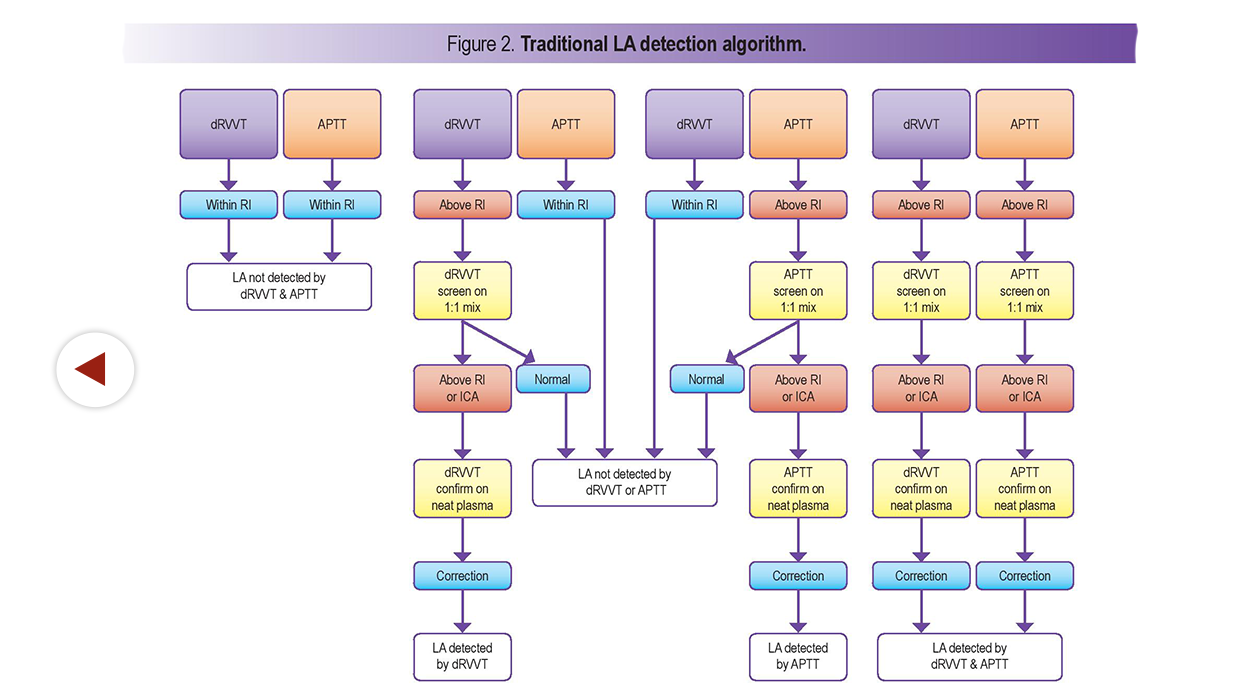 Figure 2. Traditional LA detection algorithm.
dRVVT
APTT
dRVVT
APTT
dRVVT
APTT
dRVVT
APTT
Within RI
Within RI
Above RI
Within RI
Within RI
Above RI
Above RI
Above RI
LA not detected by
dRVVT & APTT
dRVVT
screen on
1:1 mix
APTT
screen on
1:1 mix
dRVVT
screen on
1:1 mix
APTT
screen on
1:1 mix
Above RI
or ICA
Normal
Normal
Above RI
or ICA
Above RI
or ICA
Above RI
or ICA
dRVVT
confirm on
neat plasma
LA not detected by
dRVVT or APTT
APTT
confirm on
neat plasma
dRVVT
confirm on
neat plasma
APTT
confirm on
neat plasma
Correction
Correction
Correction
Correction
LA detected
by dRVVT
LA detected
by APTT
LA detected by
dRVVT & APTT